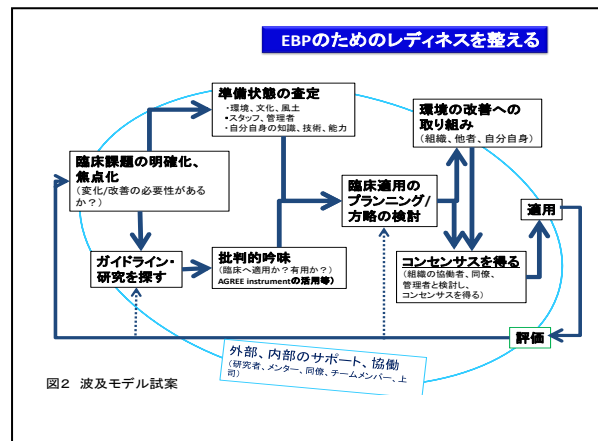 EBPのためのレディネスを整える
準備状態の査定
・環境、文化、風土
•スタッフ、管理者
・自分自身の知識、技術、能力
環境の改善への
取り組み
(組織、他者、自分自身)
臨床課題の明確化、
焦点化
(変化/改善の必要性がある
か?)
臨床適用の
プランニング/
方略の検討
適用
ガイドライン・
研究を探す
批判的吟味
(臨床へ適用か?有用か?)
AGREE instrumentの活用等)
コンセンサスを得る
(組織の協働者、同僚、
管理者と検討し、
コンセンサスを得る)
評価
外部、内部のサポート、協働
(研究者、メンター、同僚、チームメンバー、上
司)
図2 波及モデル試案